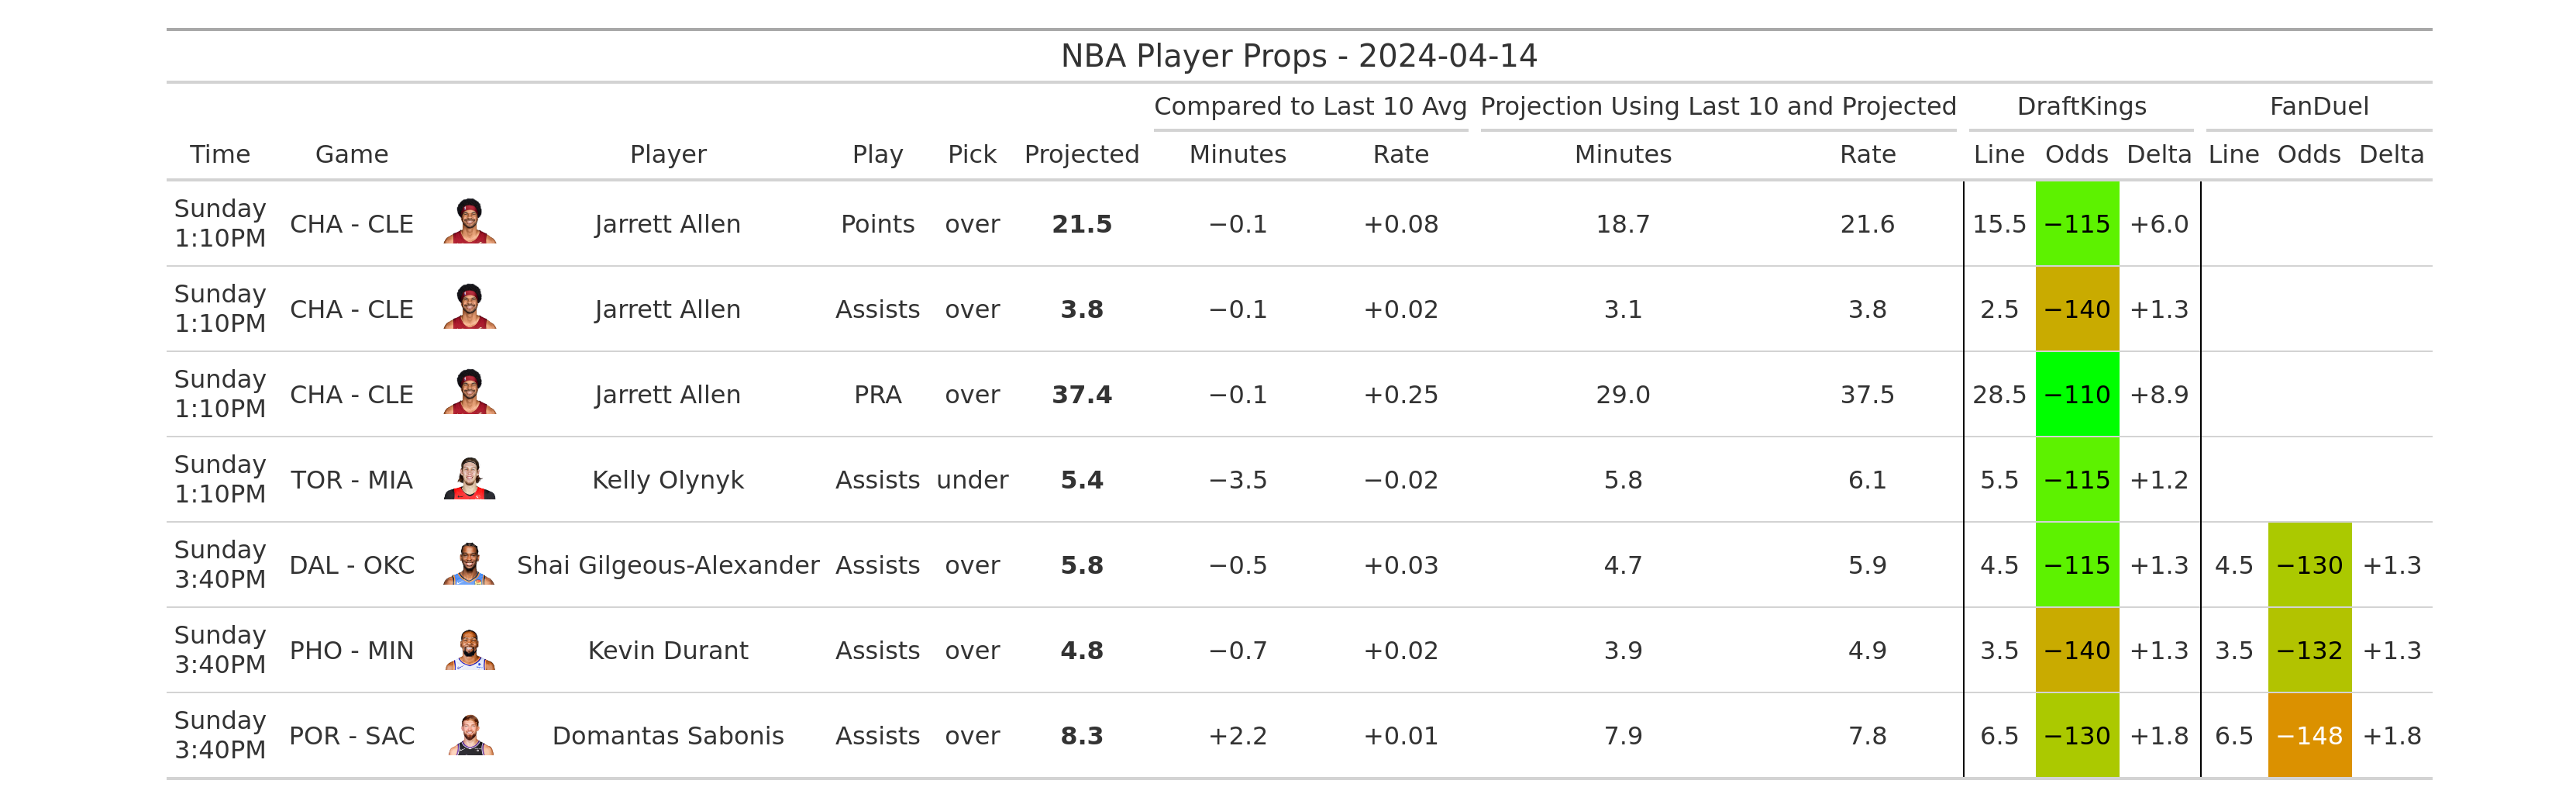 NBA Player Props - 2024-04-14
Compared to Last 10 Avg Projection Using Last 10 and Projected DraftKings FanDuel
Time Game Player Play Pick Projected Minutes Rate Minutes Rate Line Odds Delta Line Odds Delta
Sunday
1:10PM CHA - CLE Jarrett Allen Points over 21.5 −0.1 +0.08 18.7 21.6 15.5 −115 +6.0
Sunday
1:10PM CHA - CLE Jarrett Allen Assists over 3.8 −0.1 +0.02 3.1 3.8 2.5 −140 +1.3
Sunday
1:10PM CHA - CLE Jarrett Allen PRA over 37.4 −0.1 +0.25 29.0 37.5 28.5 −110 +8.9
Sunday
1:10PM TOR - MIA Kelly Olynyk Assists under 5.4 −3.5 −0.02 5.8 6.1 5.5 −115 +1.2
Sunday
3:40PM DAL - OKC Shai Gilgeous-Alexander Assists over 5.8 −0.5 +0.03 4.7 5.9 4.5 −115 +1.3 4.5 −130 +1.3
Sunday
3:40PM PHO - MIN Kevin Durant Assists over 4.8 −0.7 +0.02 3.9 4.9 3.5 −140 +1.3 3.5 −132 +1.3
Sunday
3:40PM POR - SAC Domantas Sabonis Assists over 8.3 +2.2 +0.01 7.9 7.8 6.5 −130 +1.8 6.5 −148 +1.8